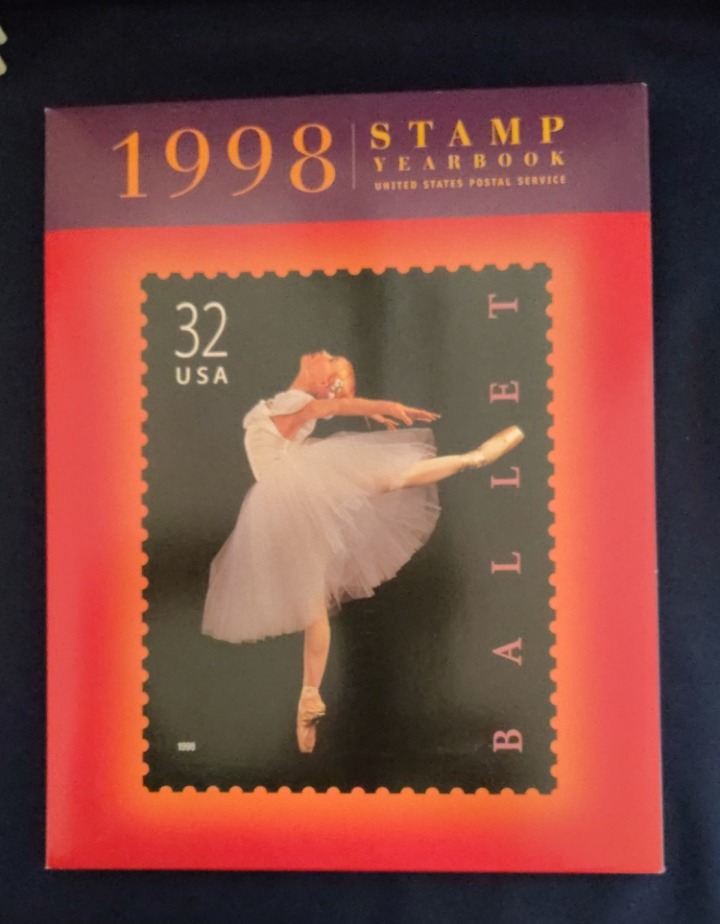 1998
STAMP
YEARBOOK
UNITED STATES POSTAL SERVICE
32
USA
BALLET
1998